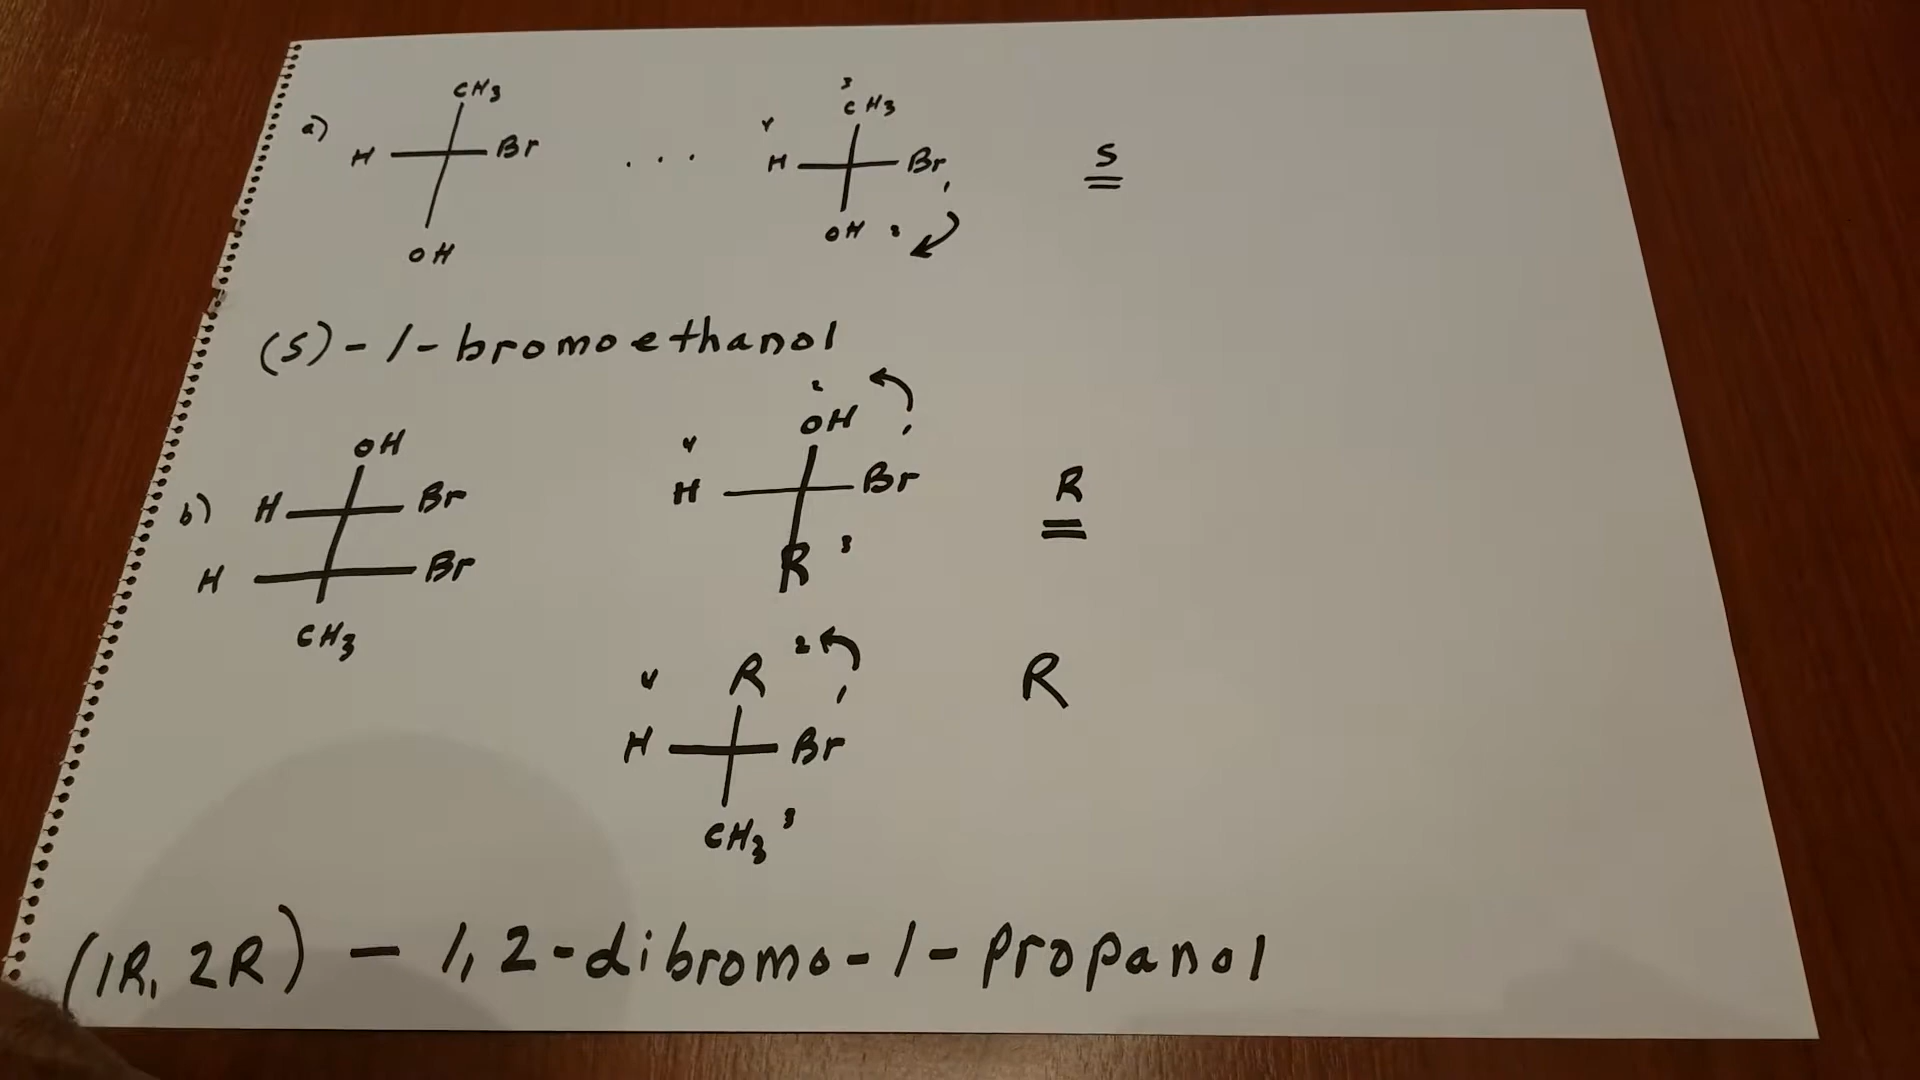 CH3
3
CH3
a) H Br ... 4 H Br 1 S
OH
OH 2
(S)-1-bromoethanol
2
OH
OH 1
b) H Br
4 H Br R
H Br
R 3
CH3
4 R 2 1 R
H Br
CH3 3
(1R, 2R) - 1,2-dibromo-1-propanol